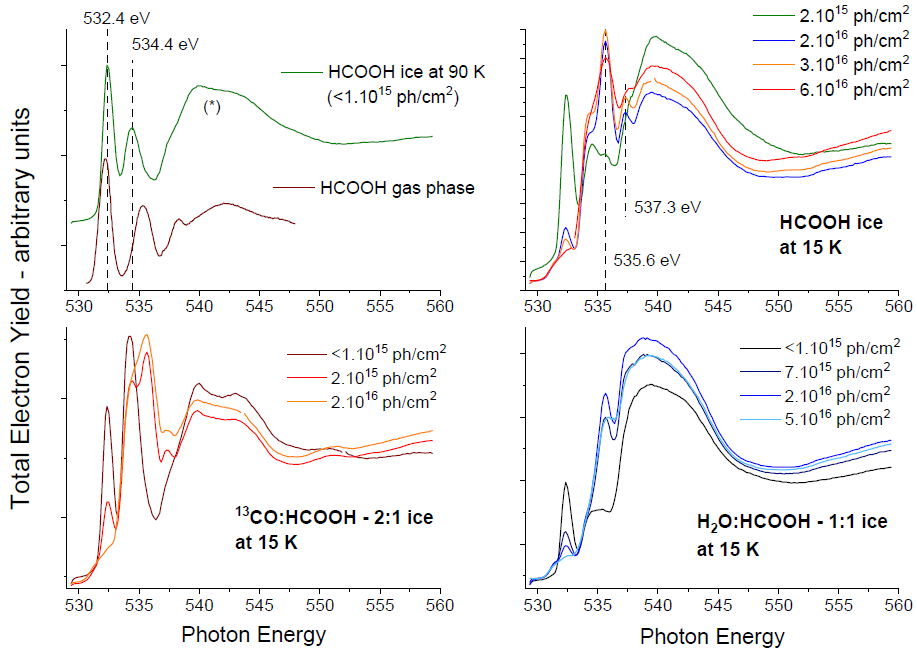 Total Electron Yield - arbitrary units
532.4 eV
534.4 eV
HCOOH ice at 90 K
(<1.10¹⁵ ph/cm²)
(*)
HCOOH gas phase
530 535 540 545 550 555 560
2.10¹⁵ ph/cm²
2.10¹⁶ ph/cm²
3.10¹⁶ ph/cm²
6.10¹⁶ ph/cm²
537.3 eV
HCOOH ice
at 15 K
535.6 eV
530 535 540 545 550 555 560
<1.10¹⁵ ph/cm²
2.10¹⁵ ph/cm²
2.10¹⁶ ph/cm²
¹³CO:HCOOH - 2:1 ice
at 15 K
530 535 540 545 550 555 560
Photon Energy
<1.10¹⁵ ph/cm²
7.10¹⁵ ph/cm²
2.10¹⁶ ph/cm²
5.10¹⁶ ph/cm²
H₂O:HCOOH - 1:1 ice
at 15 K
530 535 540 545 550 555 560
Photon Energy